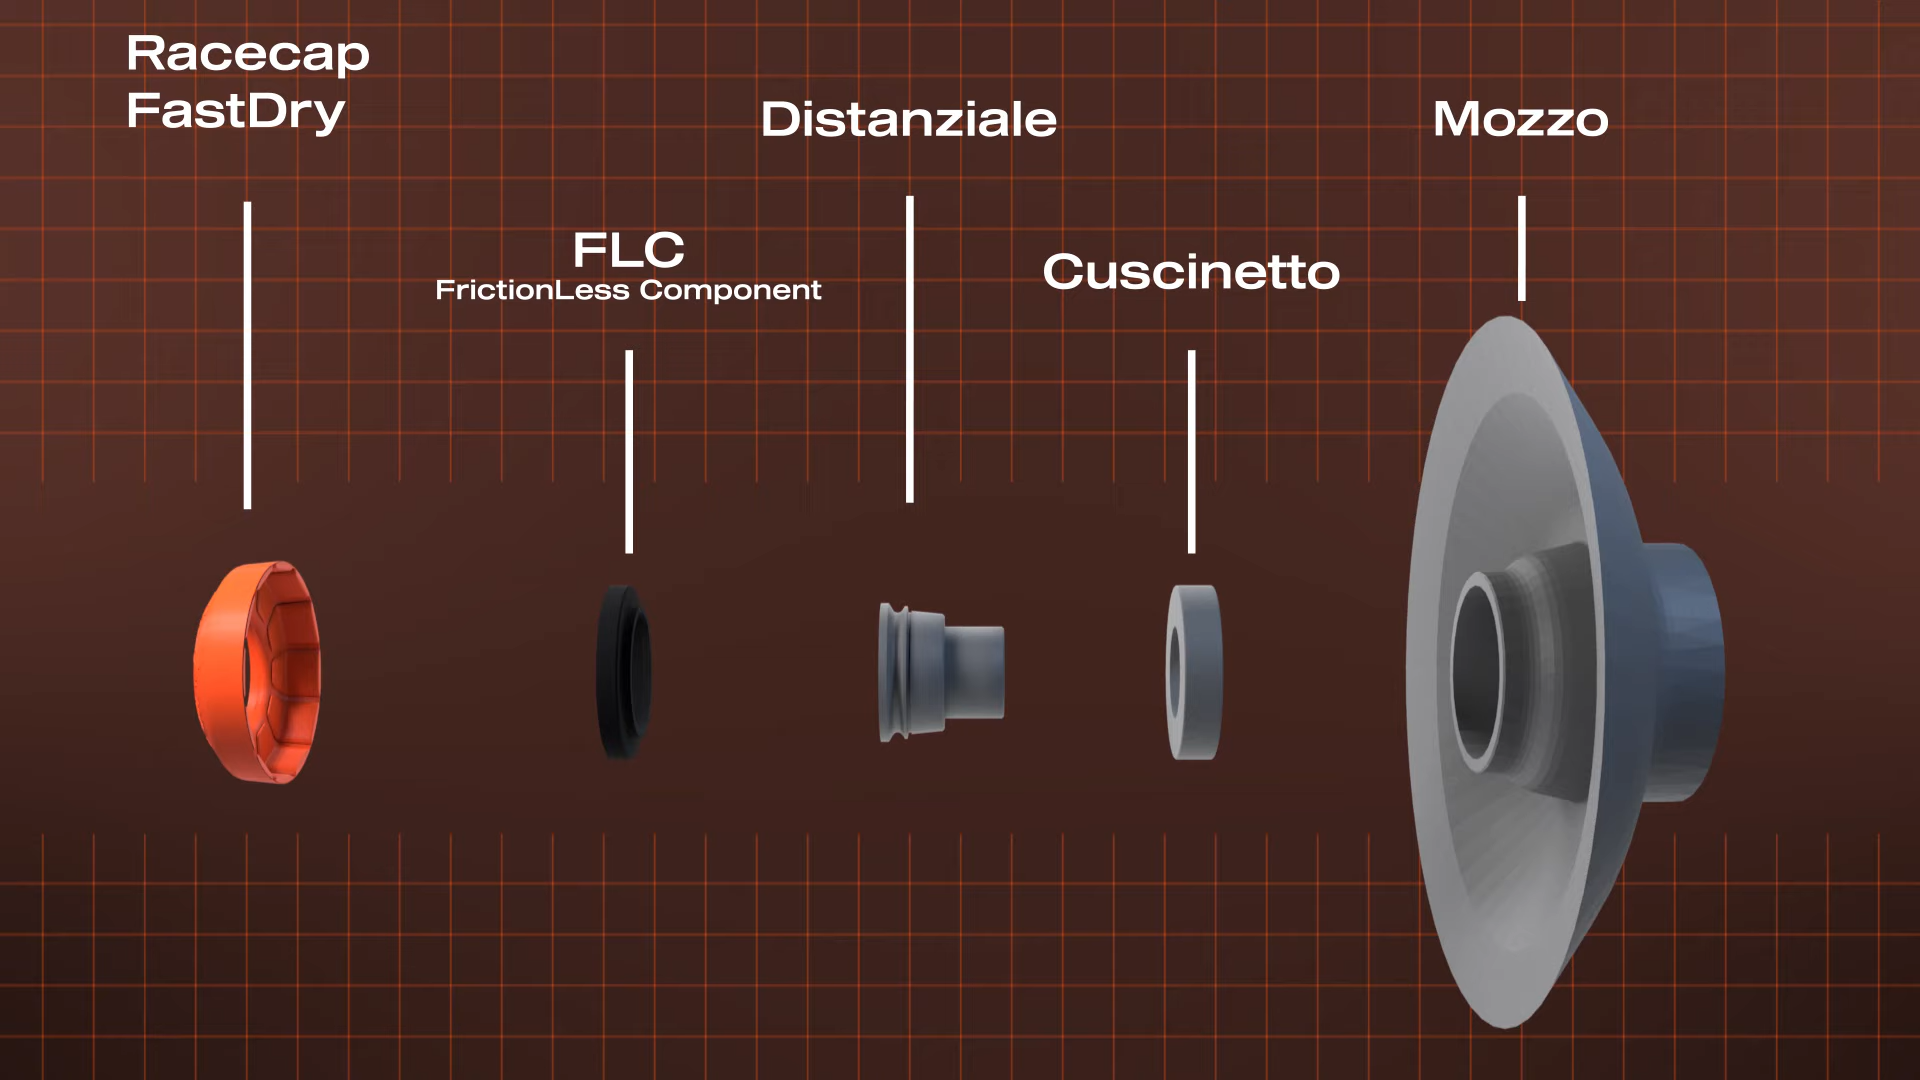 Racecap
FastDry
FLC
FrictionLess Component
Distanziale
Cuscinetto
Mozzo